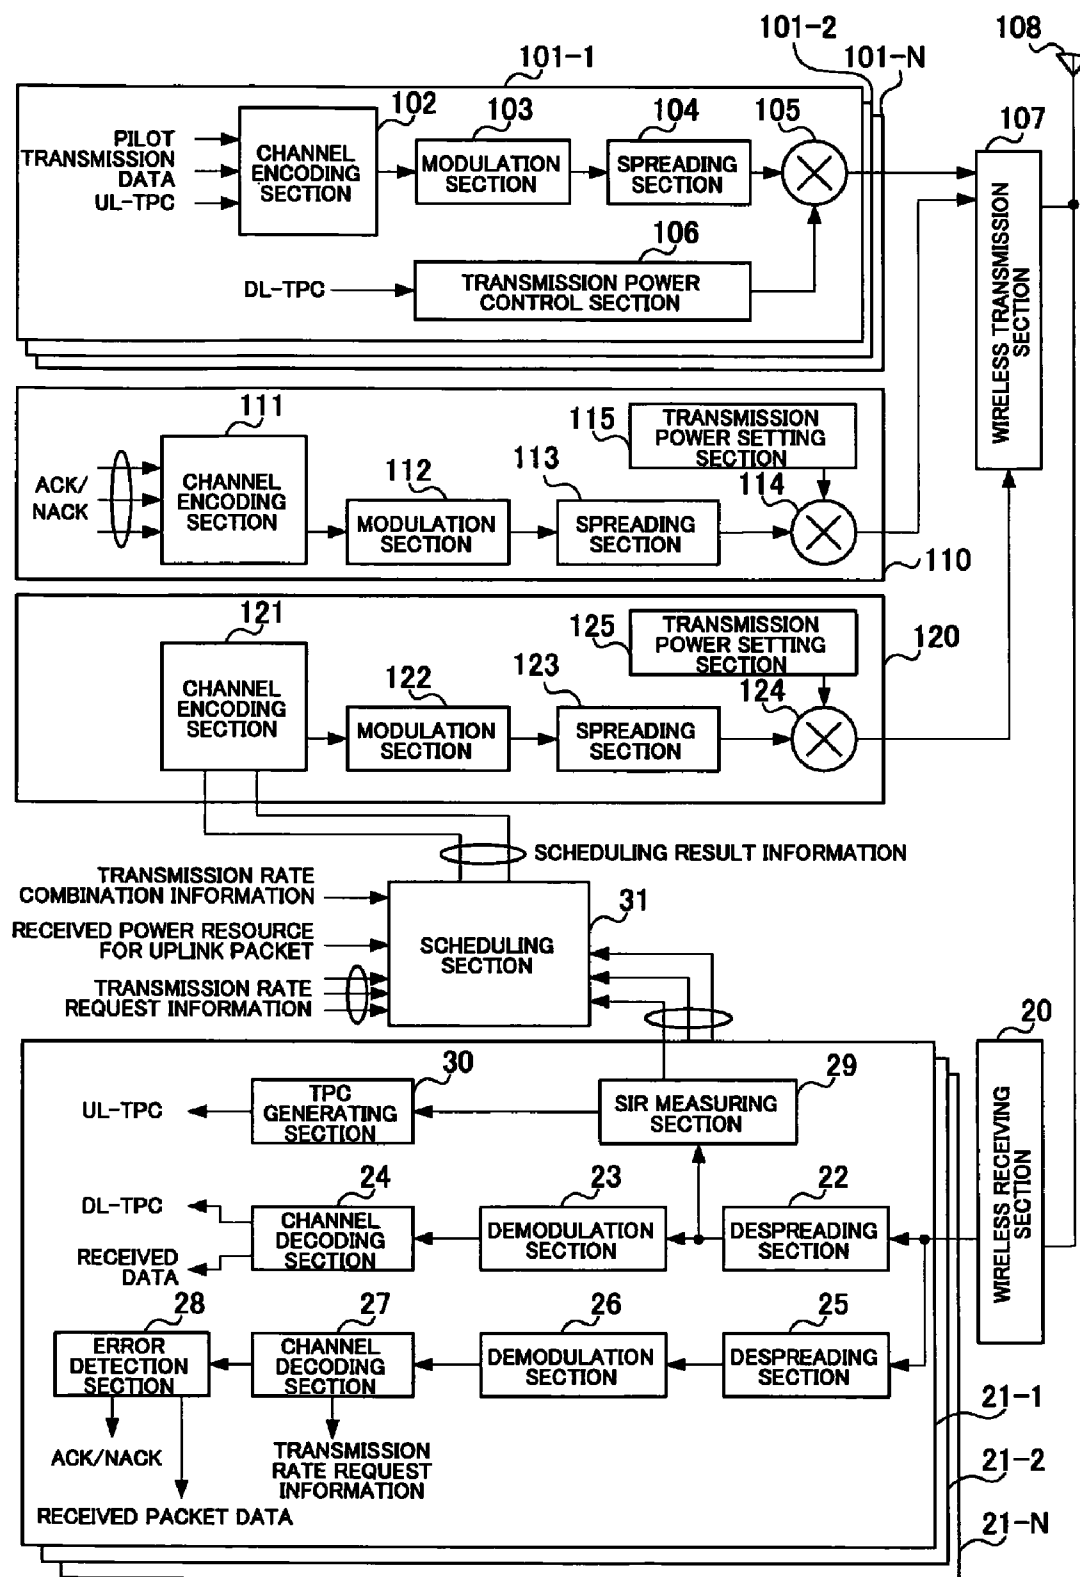 101-2
108
101-1
101-N
102
103
104
105
107
PILOT
TRANSMISSION
DATA
UL-TPC
CHANNEL
ENCODING
SECTION
MODULATION
SECTION
SPREADING
SECTION
106
DL-TPC
TRANSMISSION POWER
CONTROL SECTION
WIRELESS TRANSMISSION
SECTION
111
115
TRANSMISSION
POWER SETTING
SECTION
ACK/
NACK
CHANNEL
ENCODING
SECTION
112
113
114
MODULATION
SECTION
SPREADING
SECTION
110
121
125
TRANSMISSION
POWER SETTING
SECTION
120
CHANNEL
ENCODING
SECTION
122
123
124
MODULATION
SECTION
SPREADING
SECTION
SCHEDULING RESULT INFORMATION
TRANSMISSION RATE
COMBINATION INFORMATION
31
RECEIVED POWER RESOURCE
FOR UPLINK PACKET
SCHEDULING
SECTION
TRANSMISSION RATE
REQUEST INFORMATION
20
30
29
UL-TPC
TPC
GENERATING
SECTION
SIR MEASURING
SECTION
WIRELESS RECEIVING
SECTION
24
23
22
DL-TPC
RECEIVED
DATA
CHANNEL
DECODING
SECTION
DEMODULATION
SECTION
DESPREADING
SECTION
28
27
26
25
ERROR
DETECTION
SECTION
CHANNEL
DECODING
SECTION
DEMODULATION
SECTION
DESPREADING
SECTION
21-1
ACK/NACK
TRANSMISSION
RATE REQUEST
INFORMATION
21-2
RECEIVED PACKET DATA
21-N